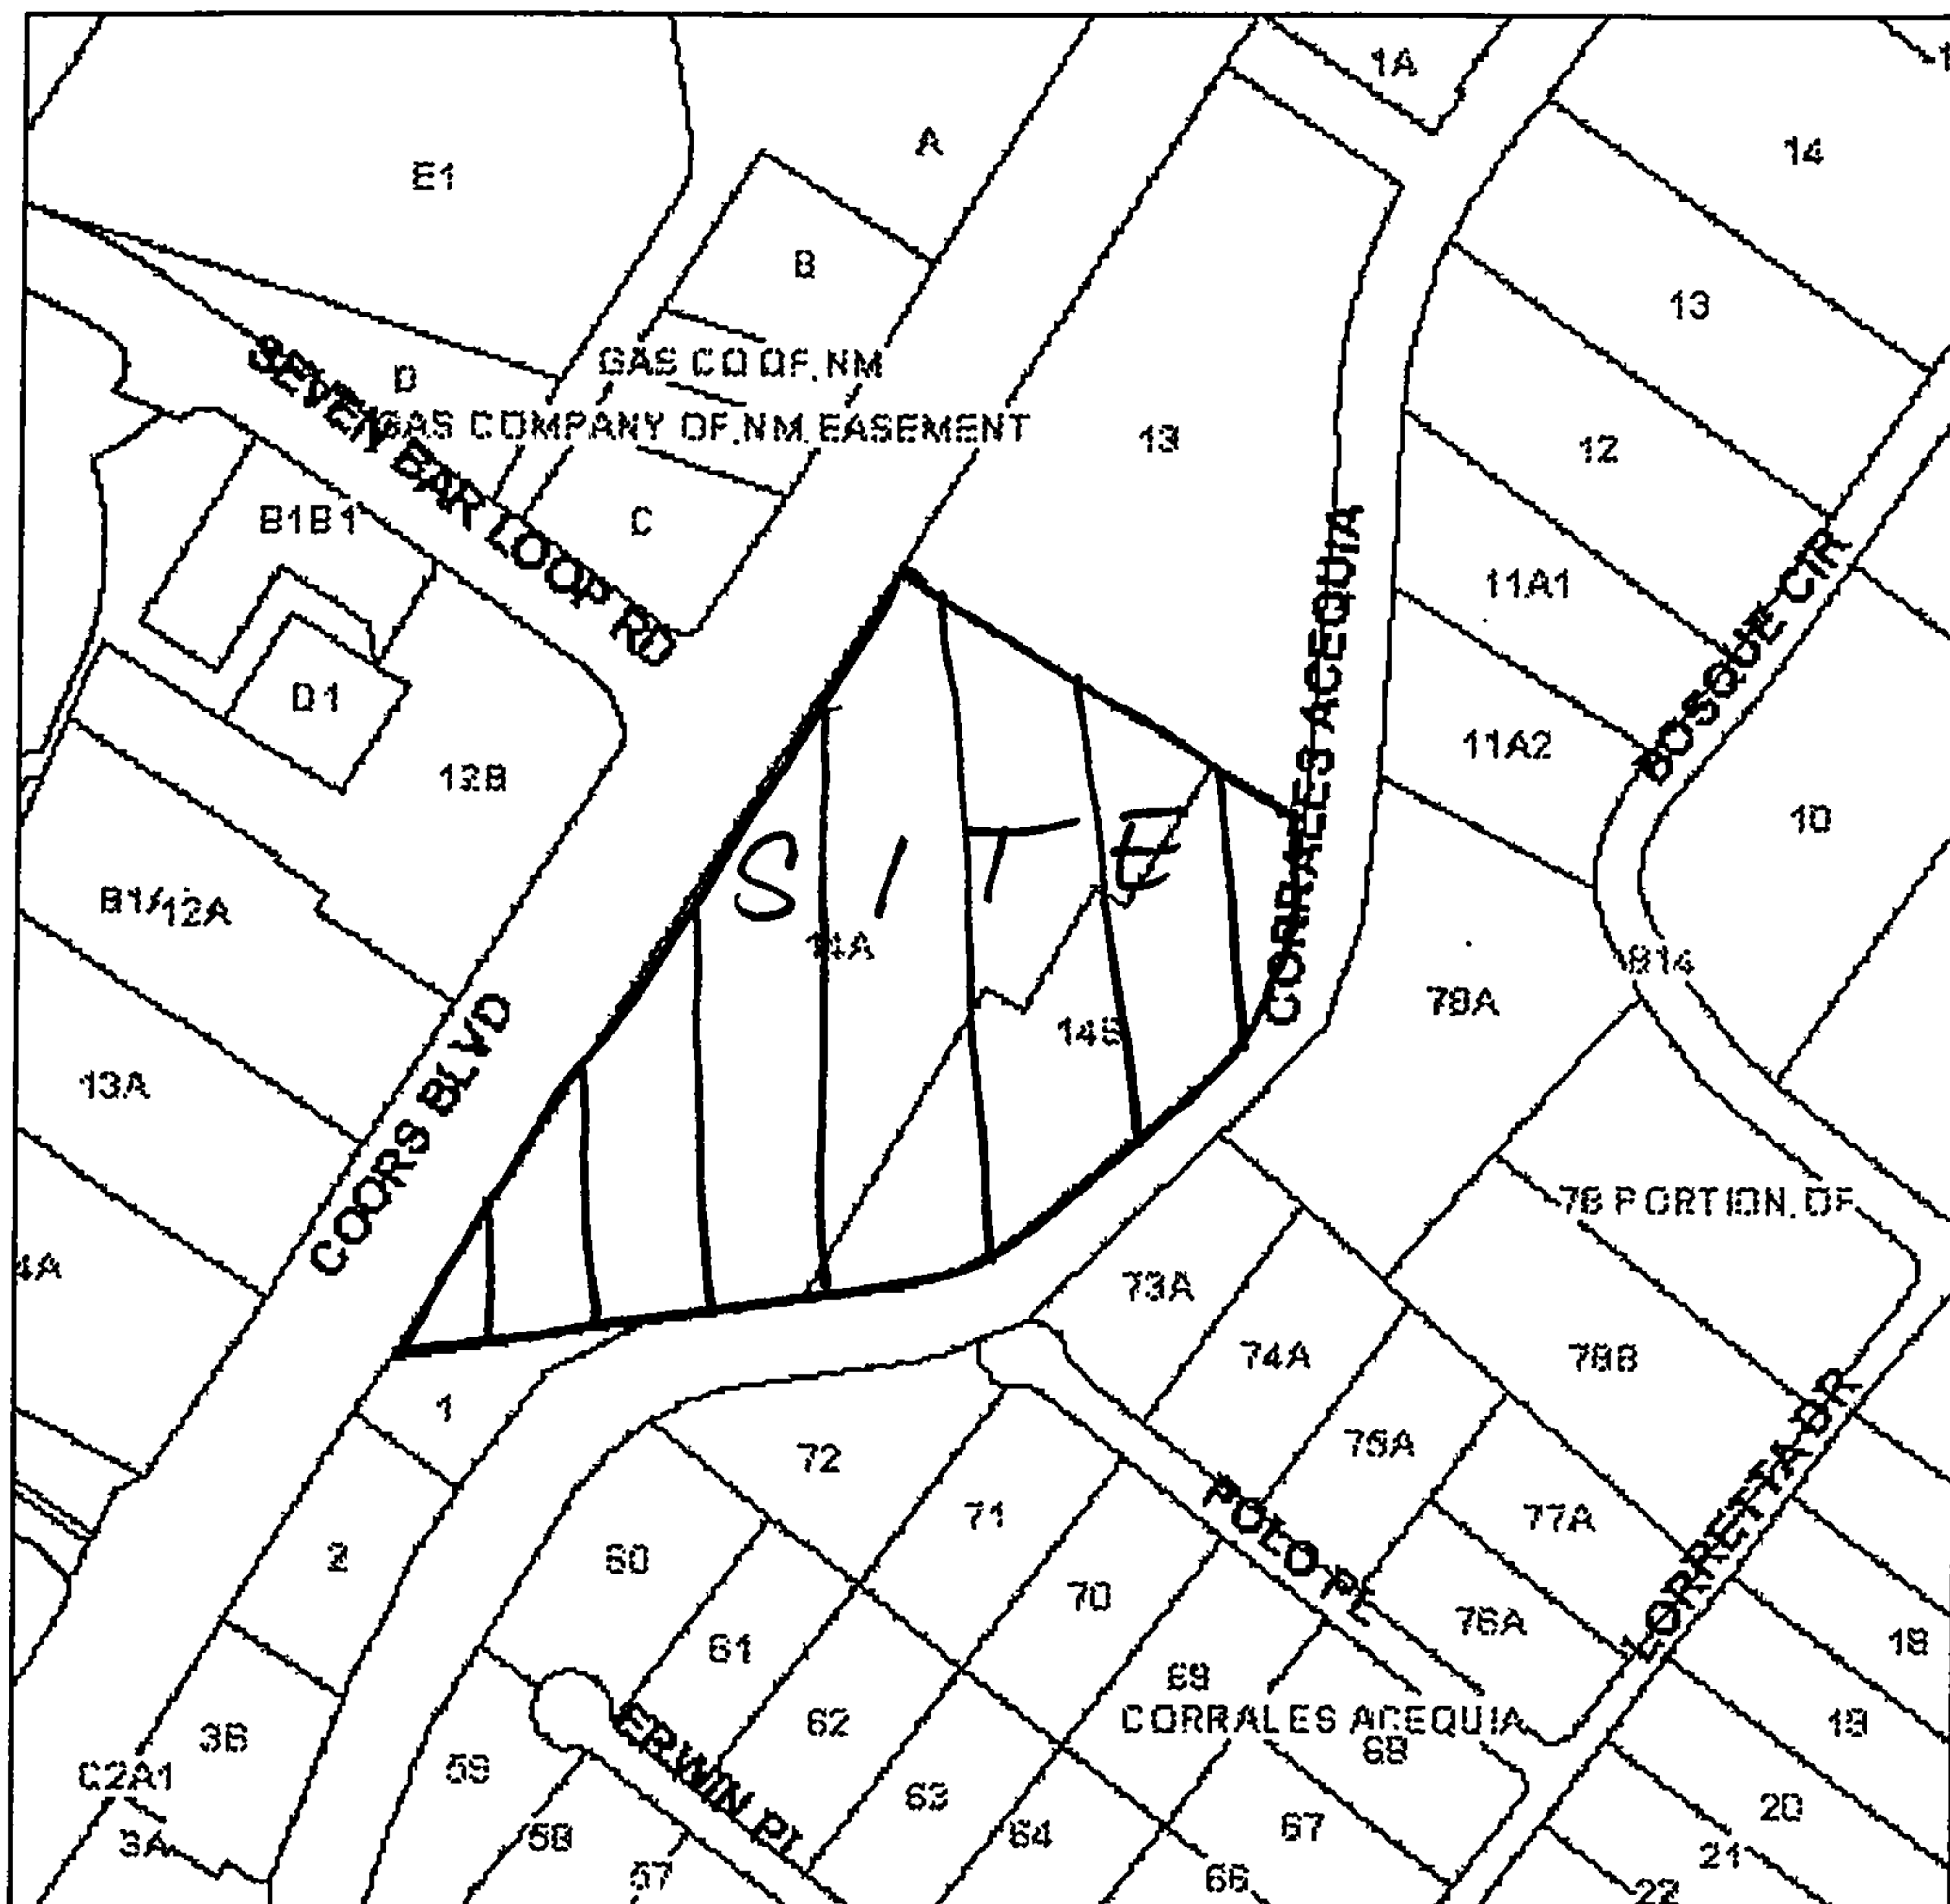 1A
14
A
E1
B
13
D
GAS CO OF NM
GAS COMPANY OF NM EASEMENT
SEVEN BAR LOOP RD
13
12
B1B1
C
CORRALES ACEQUIA
11A1
BOSQUE CIR
D1
11A2
12B
10
SITE
B1/12A
14A
B14
78A
14B
COORS BLVD
13A
78 PORTION OF
4A
73A
74A
78B
1
75A
72
71
77A
POLO PL
LORRETTA DR
2
60
70
76A
61
69
18
62
CORRALES ACEQUIA
68
19
3B
ERWIN PL
C2A1
59
63
67
20
58
64
3A
21
57
66
22